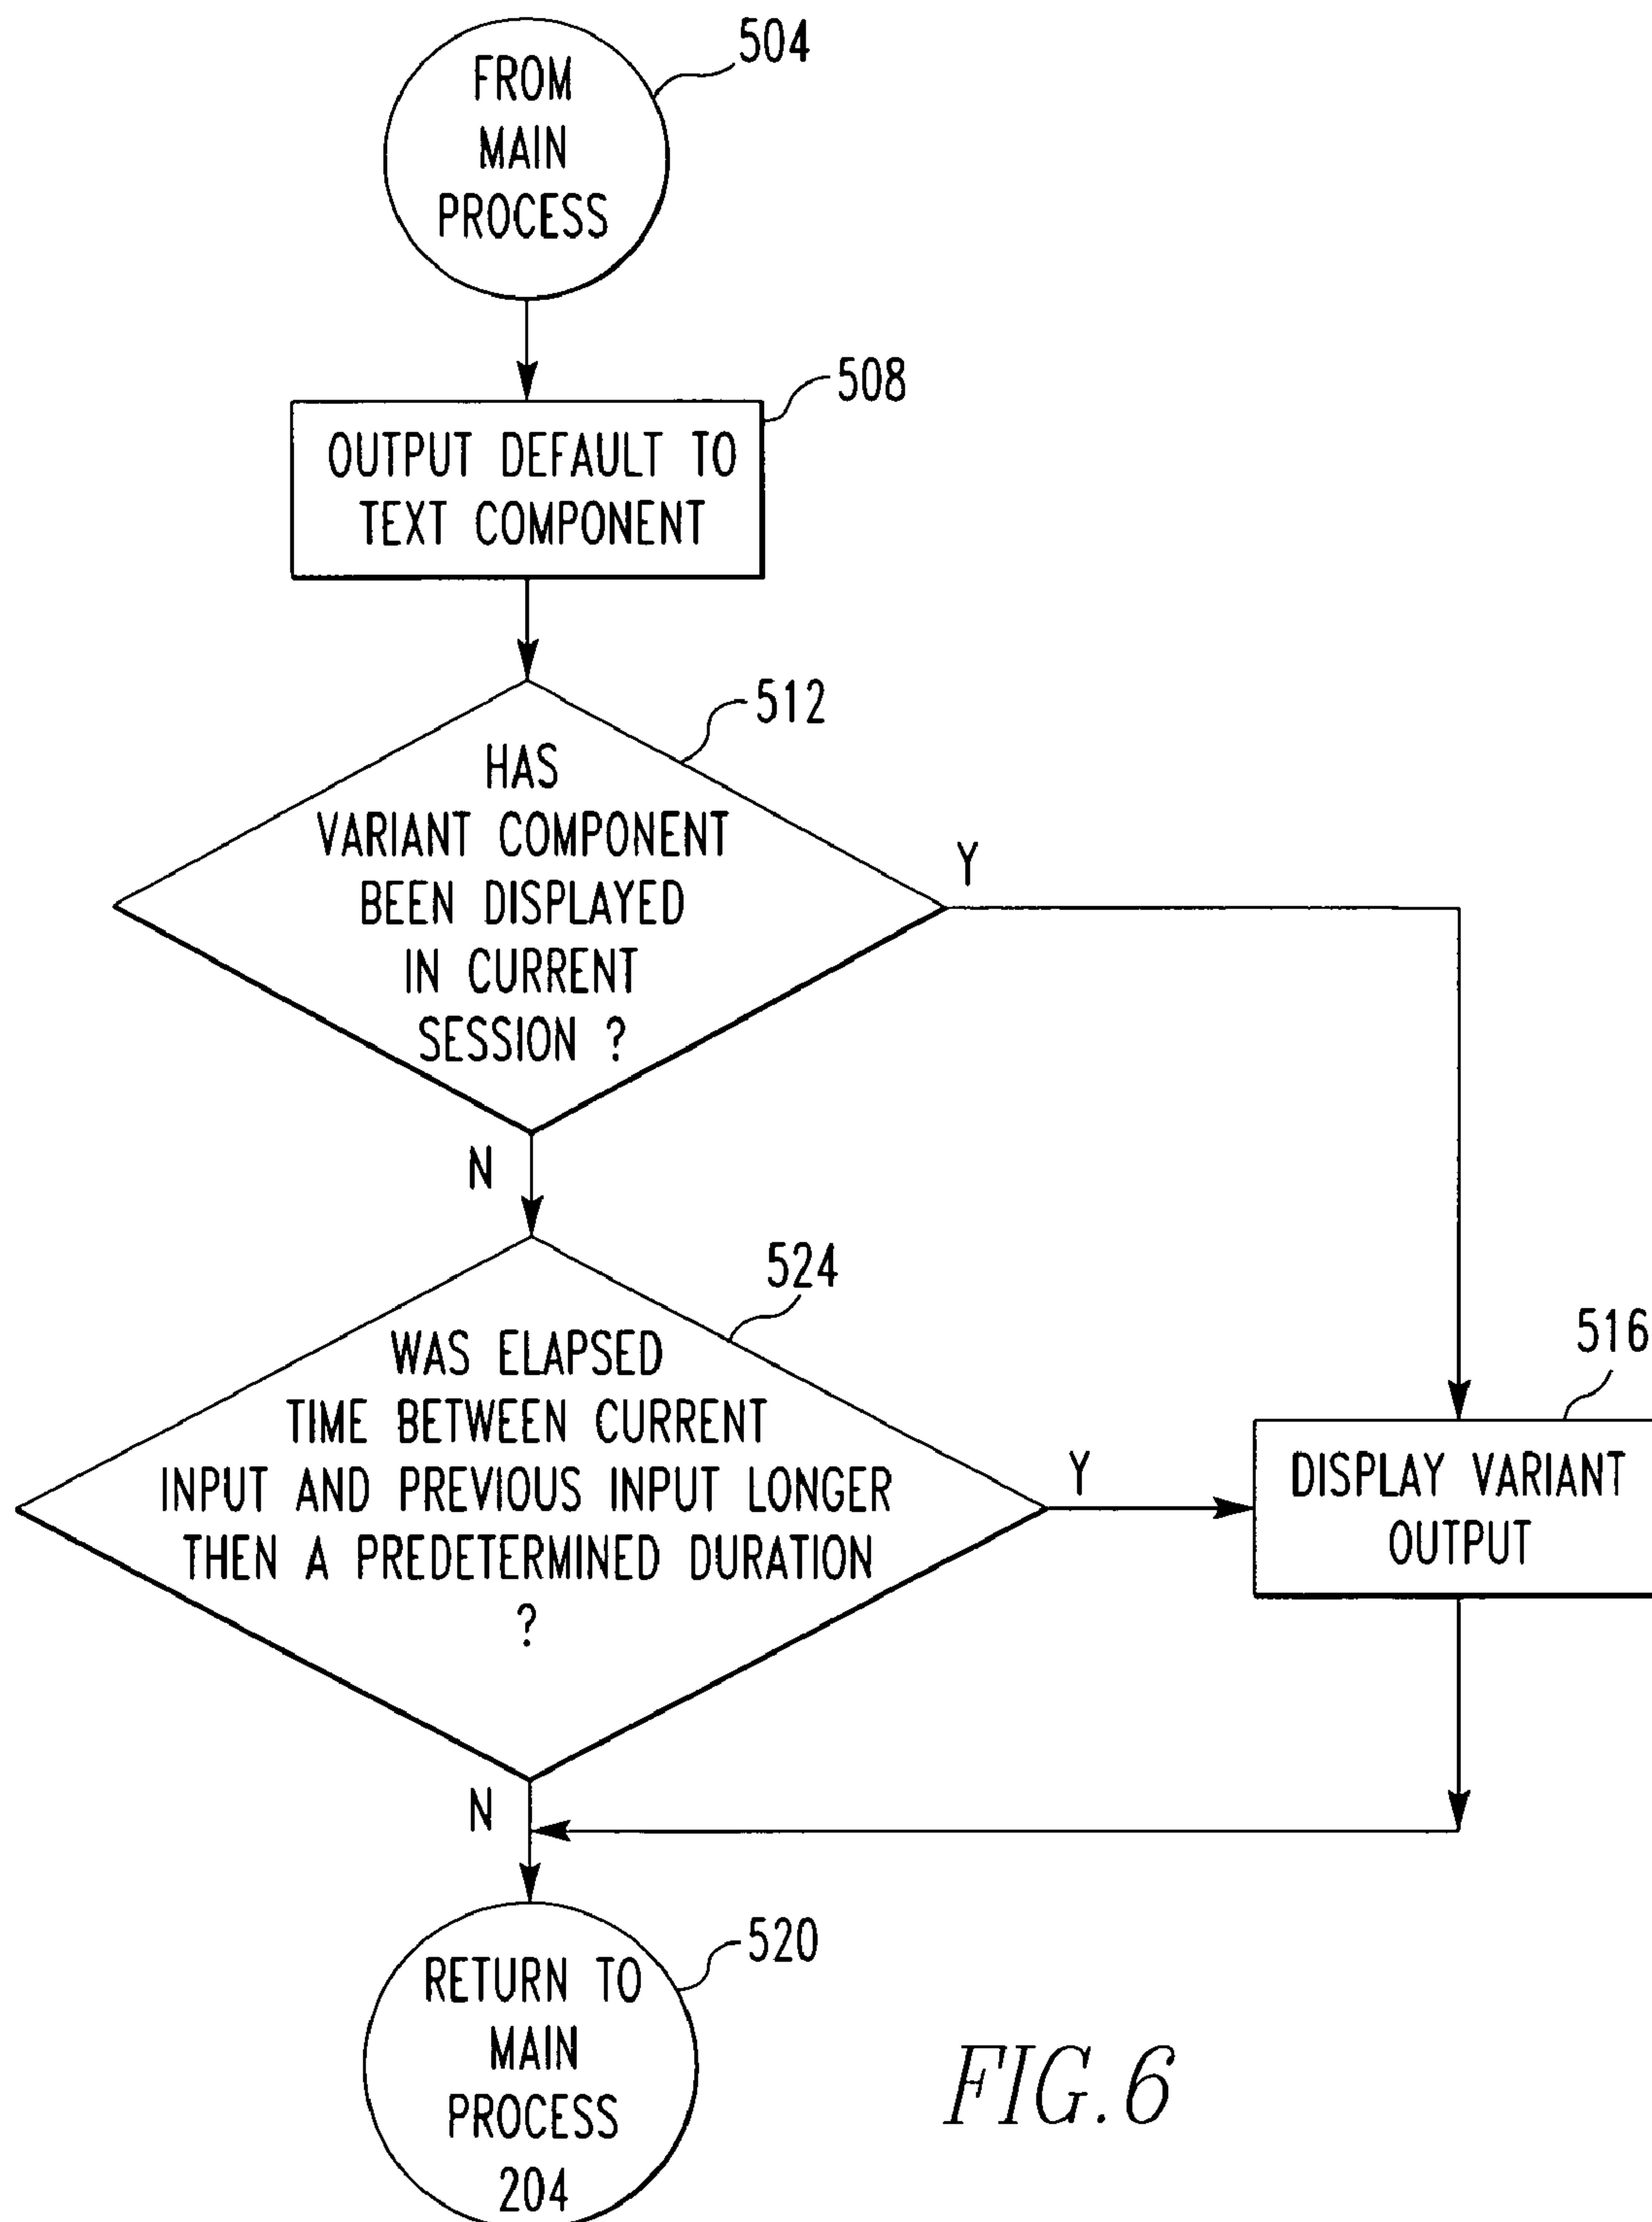 504
FROM
MAIN
PROCESS
508
OUTPUT DEFAULT TO
TEXT COMPONENT
512
HAS
VARIANT COMPONENT
BEEN DISPLAYED
IN CURRENT
SESSION ?
Y
N
524
WAS ELAPSED
TIME BETWEEN CURRENT
INPUT AND PREVIOUS INPUT LONGER
THEN A PREDETERMINED DURATION
?
Y
516
DISPLAY VARIANT
OUTPUT
N
520
RETURN TO
MAIN
PROCESS
204
FIG.6